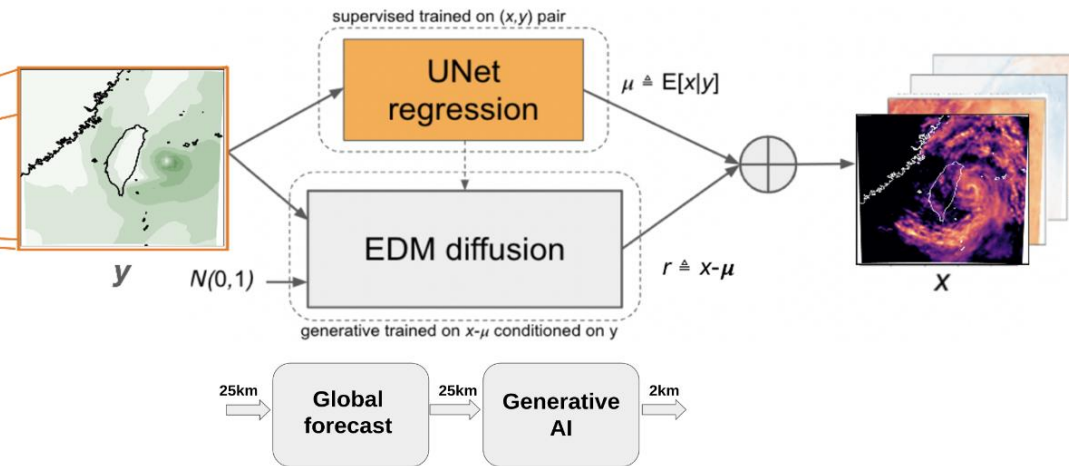 supervised trained on (x,y) pair
UNet
regression
μ ≜ E[x|y]
EDM diffusion
y
N(0,1)
r ≜ x-μ
x
generative trained on x-μ conditioned on y
25km
Global
forecast
25km
Generative
AI
2km